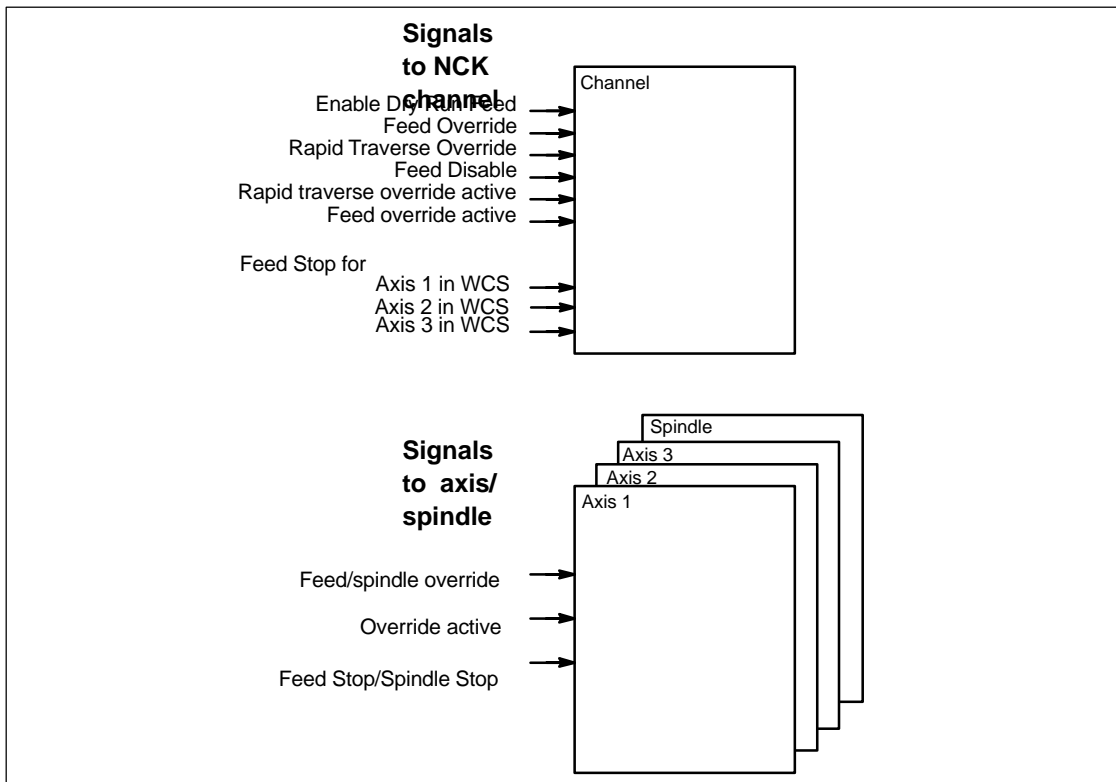 Signals
to NCK
channel
Channel
Enable Dry Run Feed
Feed Override
Rapid Traverse Override
Feed Disable
Rapid traverse override active
Feed override active
Feed Stop for
Axis 1 in WCS
Axis 2 in WCS
Axis 3 in WCS
Signals
to axis/
spindle
Spindle
Axis 3
Axis 2
Axis 1
Feed/spindle override
Override active
Feed Stop/Spindle Stop